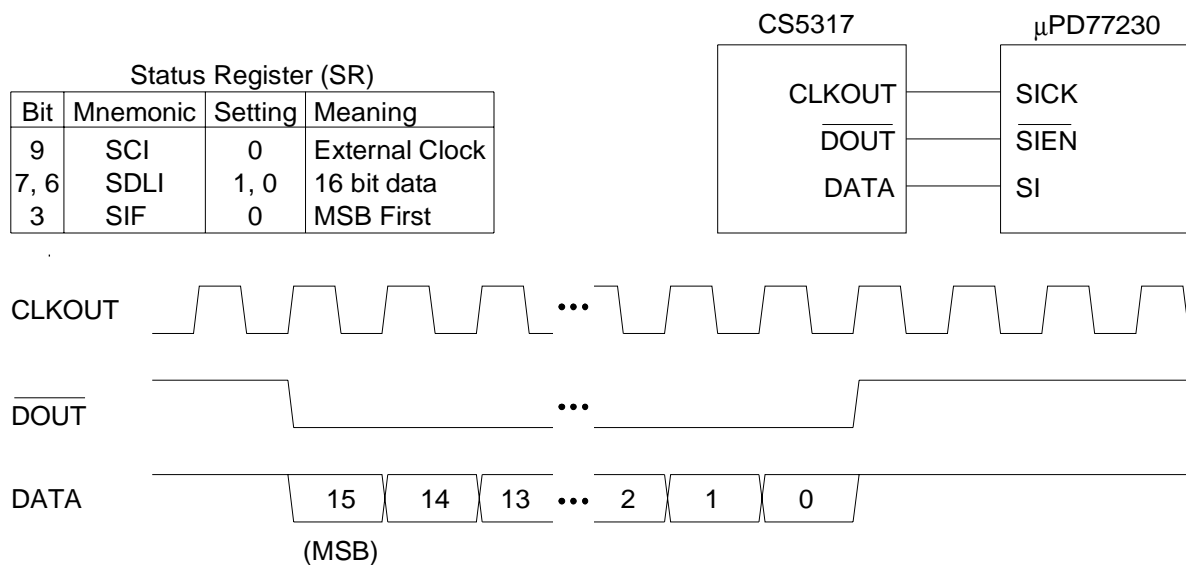 Status Register (SR)
Bit Mnemonic Setting Meaning
9 SCI 0 External Clock
7, 6 SDLI 1, 0 16 bit data
3 SIF 0 MSB First
CS5317 μPD77230
CLKOUT SICK
DOUT SIEN
DATA SI
CLKOUT •••
DOUT •••
DATA 15 14 13 ••• 2 1 0
(MSB)